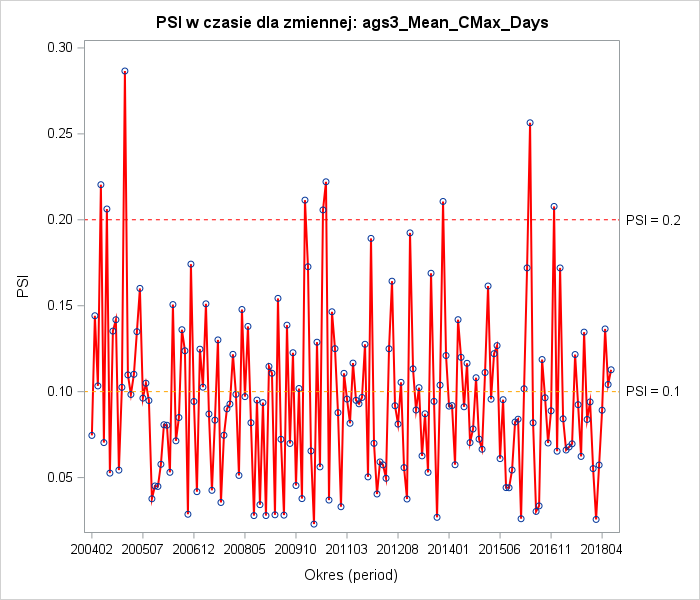 PSI w czasie dla zmiennej: ags3_Mean_CMax_Days
0.30
0.25
0.20
0.15
0.10
0.05
PSI
PSI = 0.2
PSI = 0.1
200402 200507 200612 200805 200910 201103 201208 201401 201506 201611 201804
Okres (period)